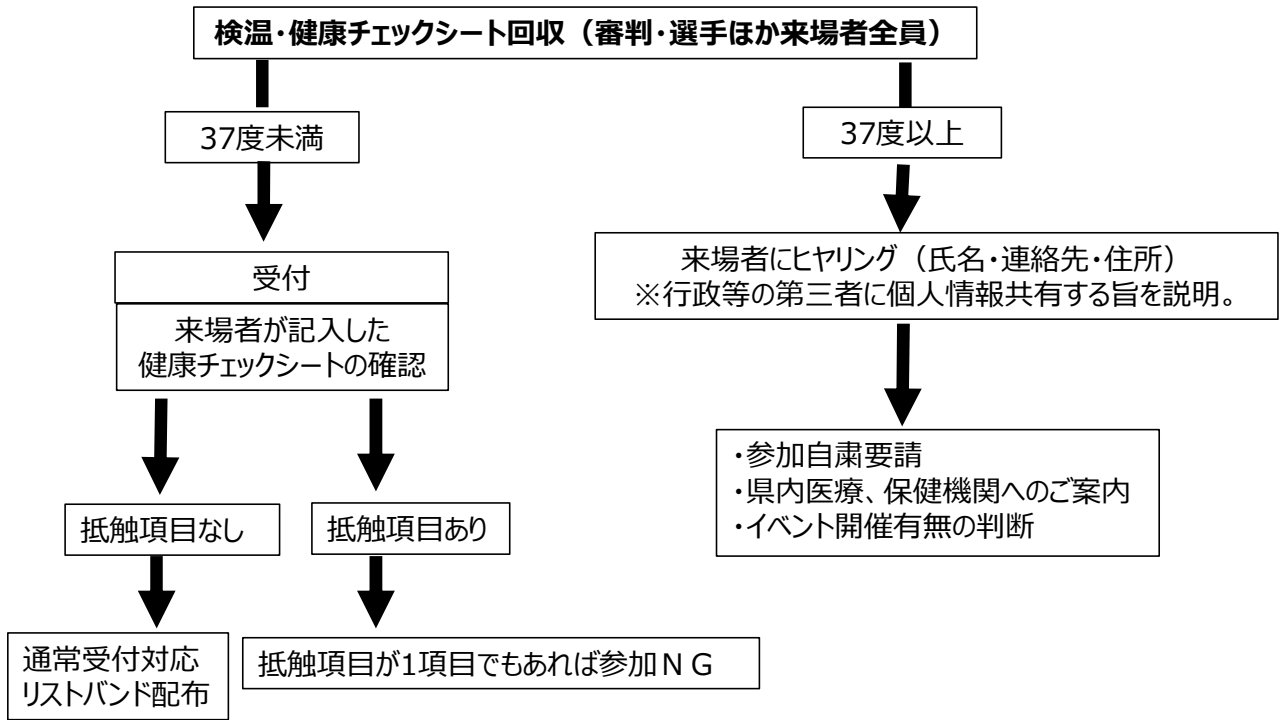 検温・健康チェックシート回収（審判・選手ほか来場者全員）
37度未満
37度以上
受付
来場者が記入した
健康チェックシートの確認
来場者にヒヤリング（氏名・連絡先・住所）
※行政等の第三者に個人情報共有する旨を説明。
抵触項目なし
抵触項目あり
・参加自粛要請
・県内医療、保健機関へのご案内
・イベント開催有無の判断
通常受付対応
リストバンド配布
抵触項目が1項目でもあれば参加ＮＧ